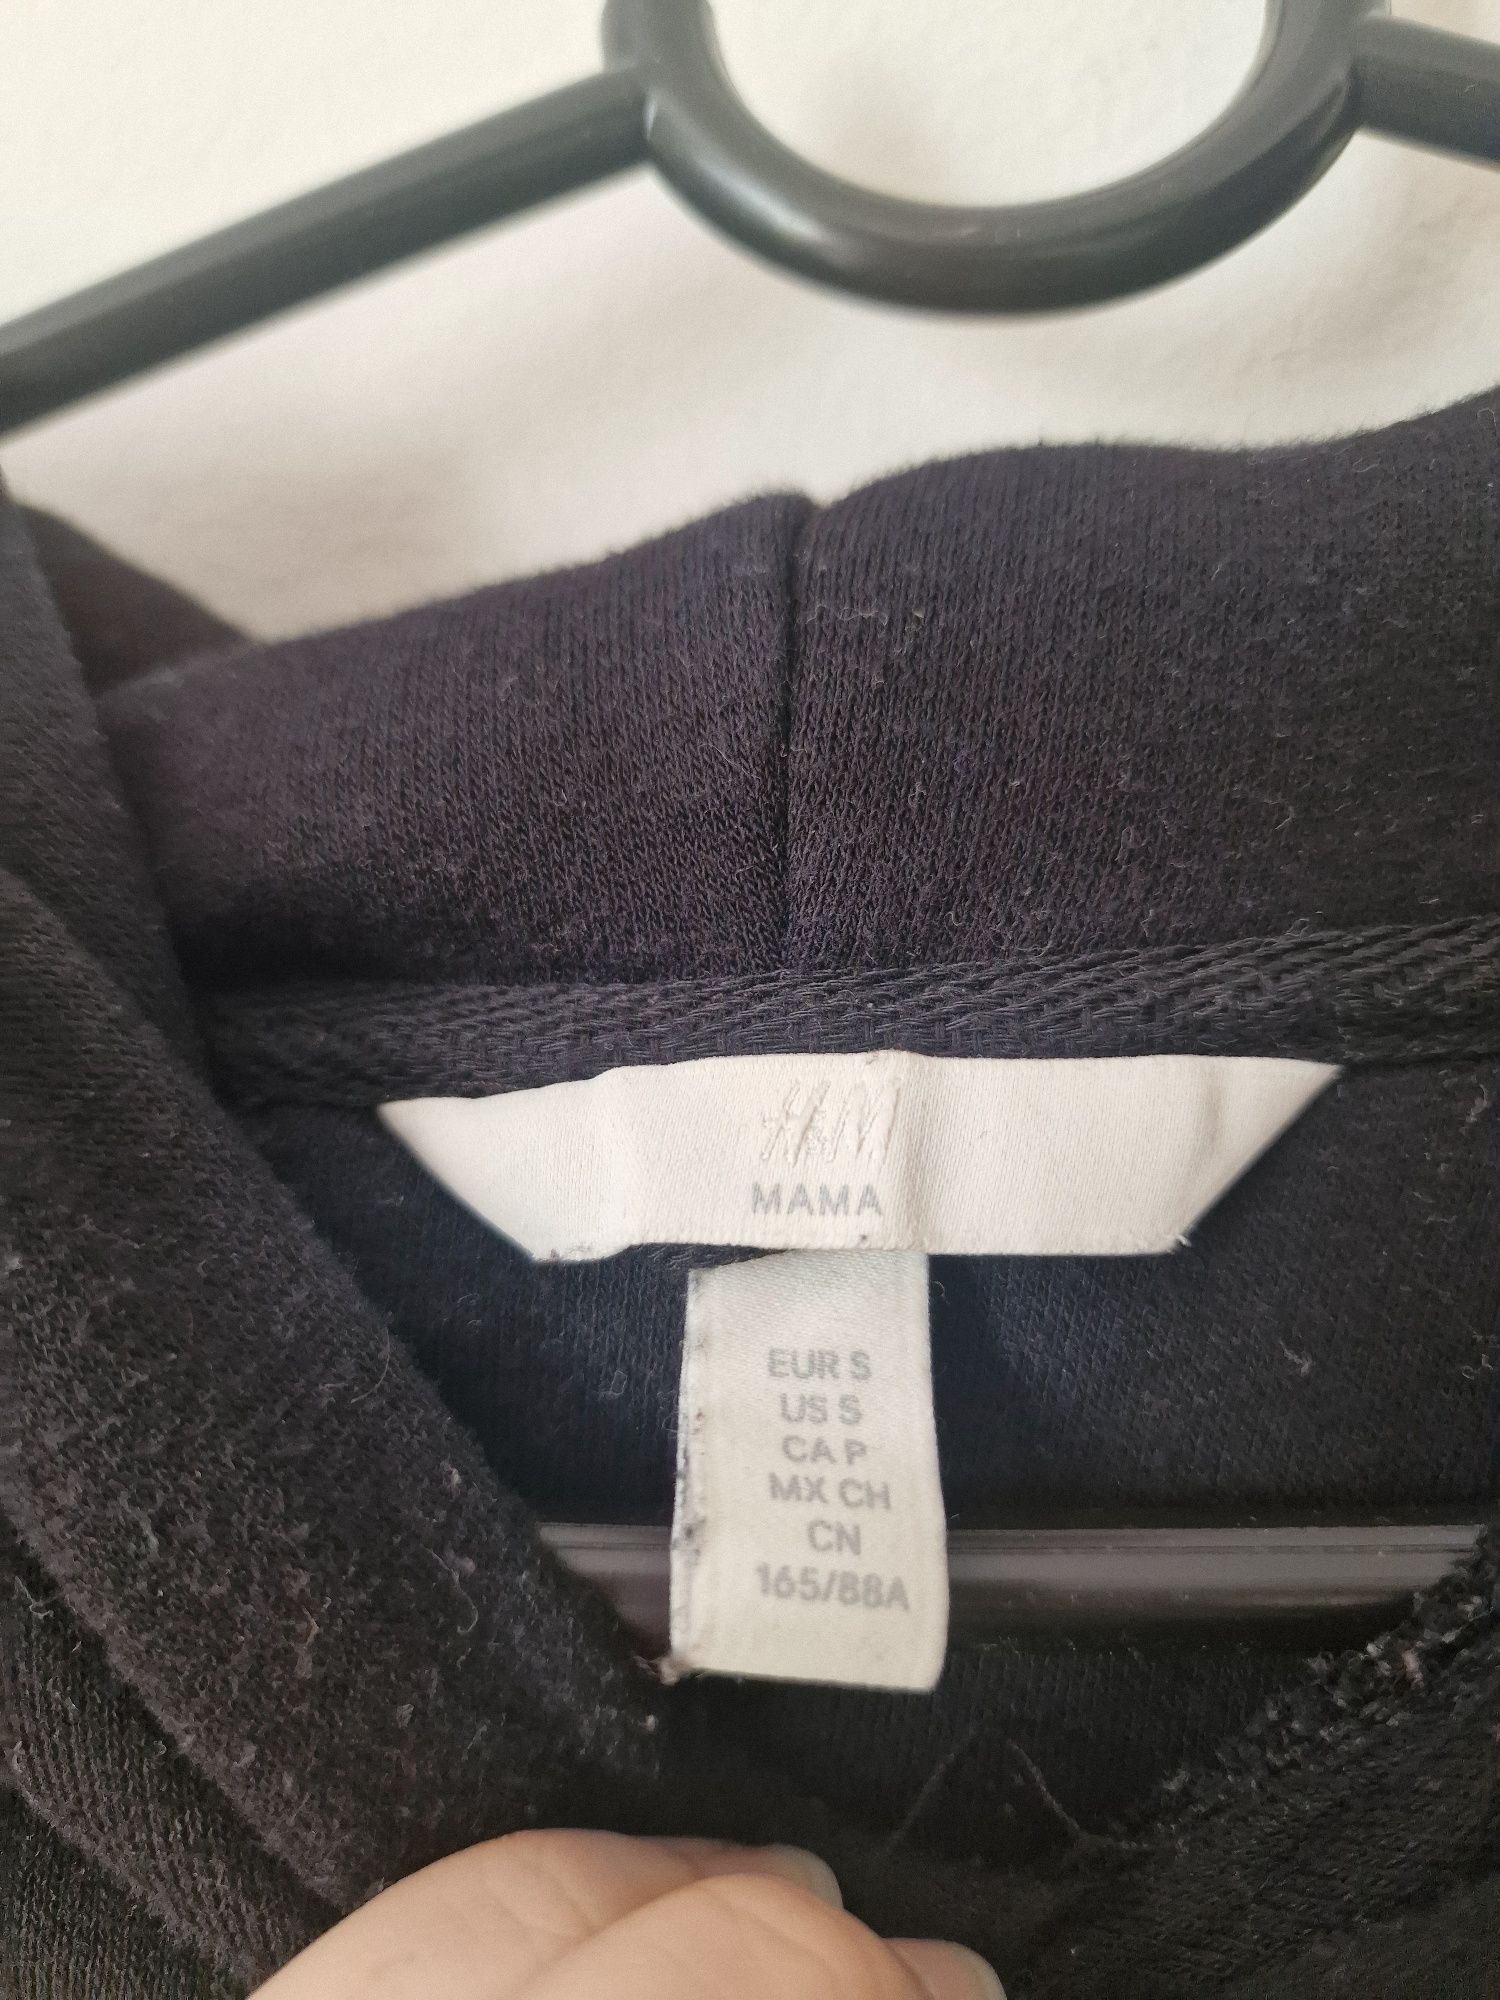 H&M
MAMA
EUR S
US S
CA P
MX CH
CN
165/88A